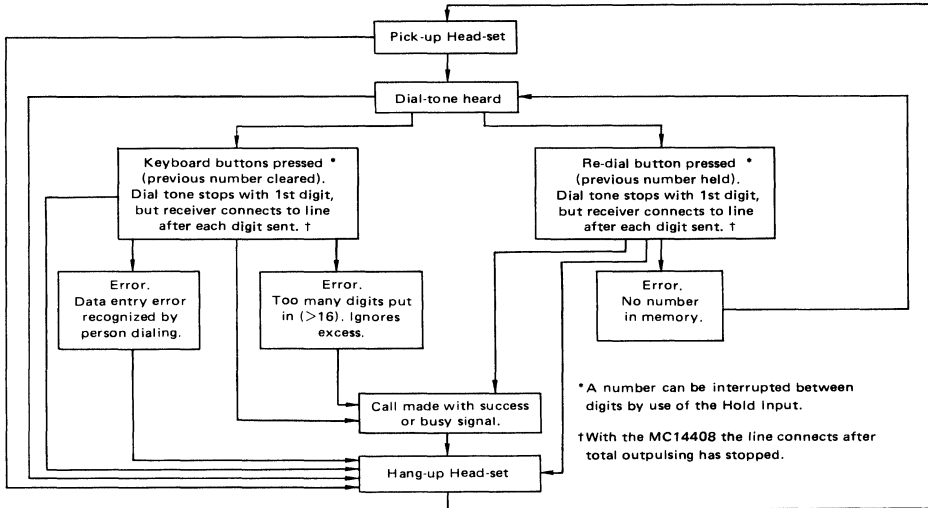 Pick-up Head-set
Dial-tone heard
Keyboard buttons pressed *
(previous number cleared).
Dial tone stops with 1st digit,
but receiver connects to line
after each digit sent. †
Re-dial button pressed *
(previous number held).
Dial tone stops with 1st digit,
but receiver connects to line
after each digit sent. †
Error.
Data entry error
recognized by
person dialing.
Error.
Too many digits put
in (>16). Ignores
excess.
Error.
No number
in memory.
Call made with success
or busy signal.
Hang-up Head-set
*A number can be interrupted between
digits by use of the Hold Input.
†With the MC14408 the line connects after
total outpulsing has stopped.